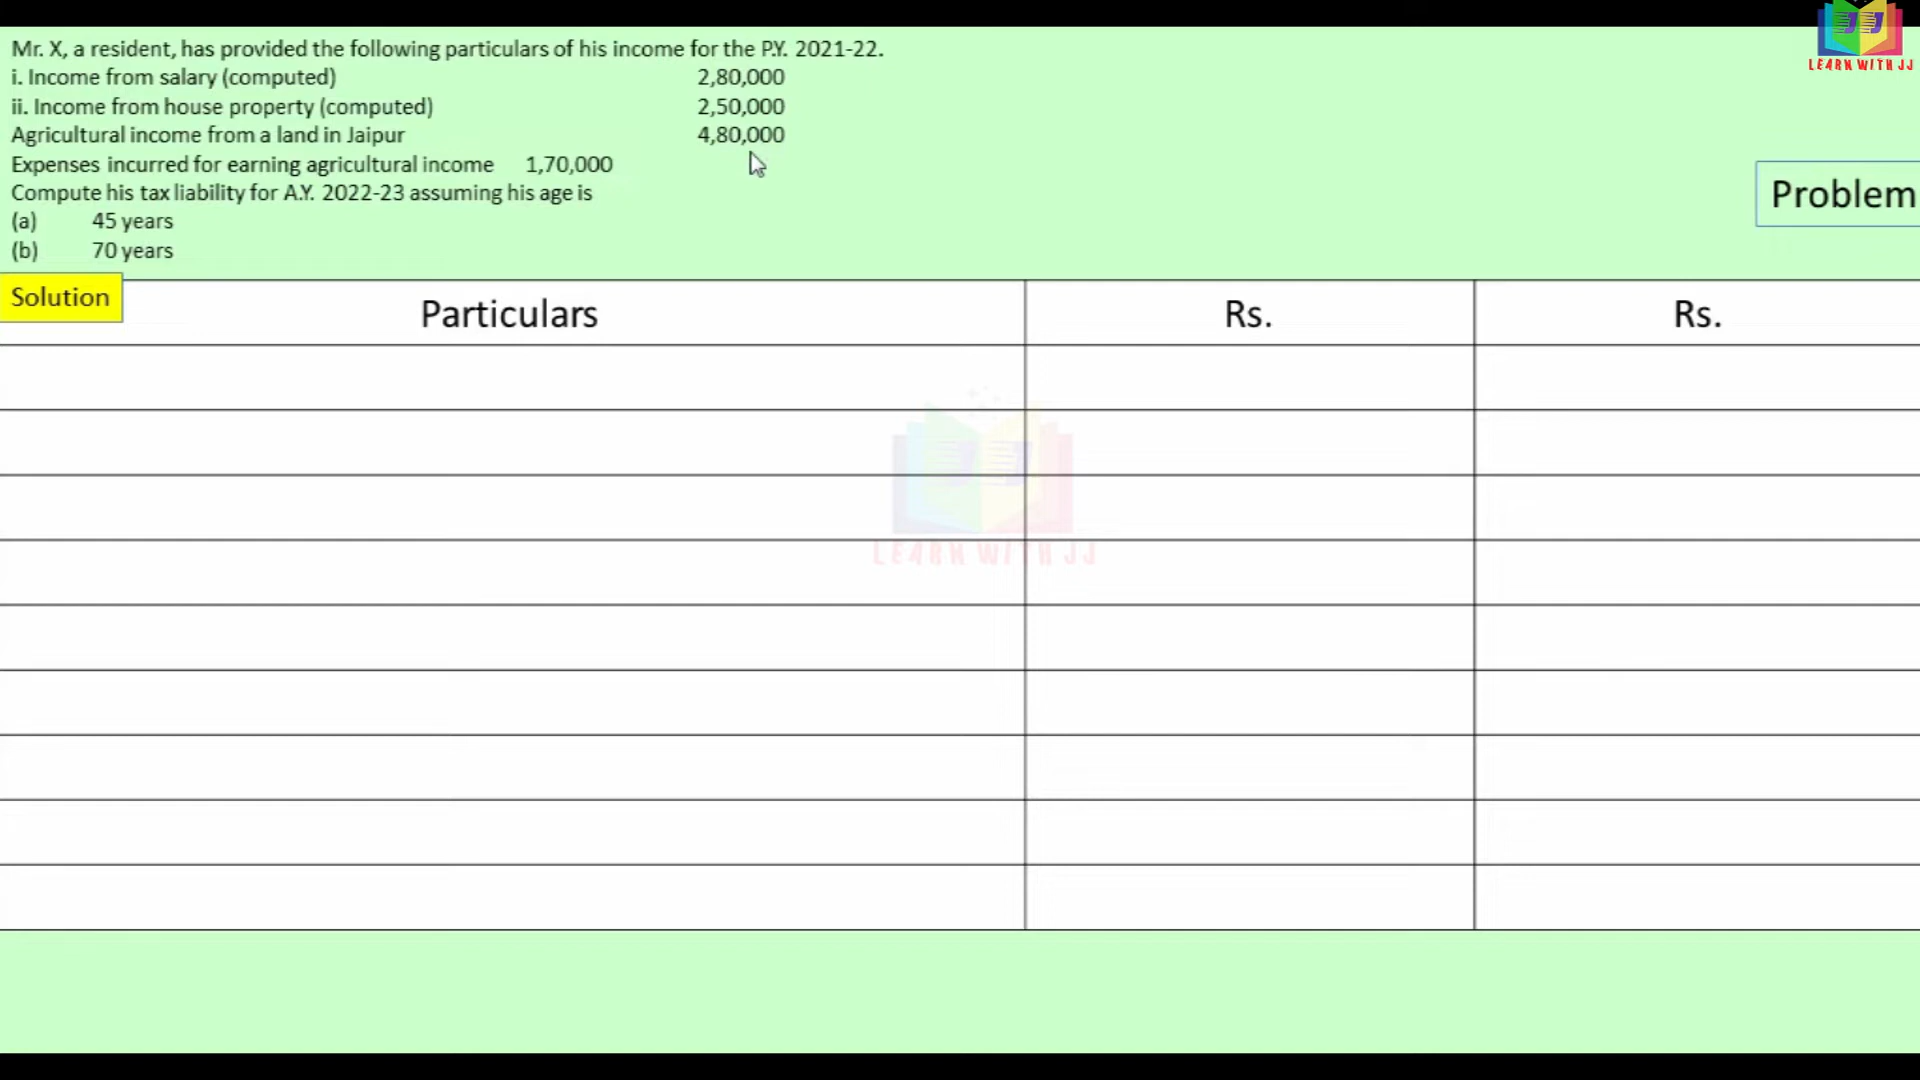 LEARN WITH JJ
Mr. X, a resident, has provided the following particulars of his income for the P.Y. 2021-22.
i. Income from salary (computed) 2,80,000
ii. Income from house property (computed) 2,50,000
Agricultural income from a land in Jaipur 4,80,000
Expenses incurred for earning agricultural income 1,70,000
Compute his tax liability for A.Y. 2022-23 assuming his age is
(a) 45 years
(b) 70 years
Problem
Solution
Particulars Rs. Rs.
LEARN WITH JJ